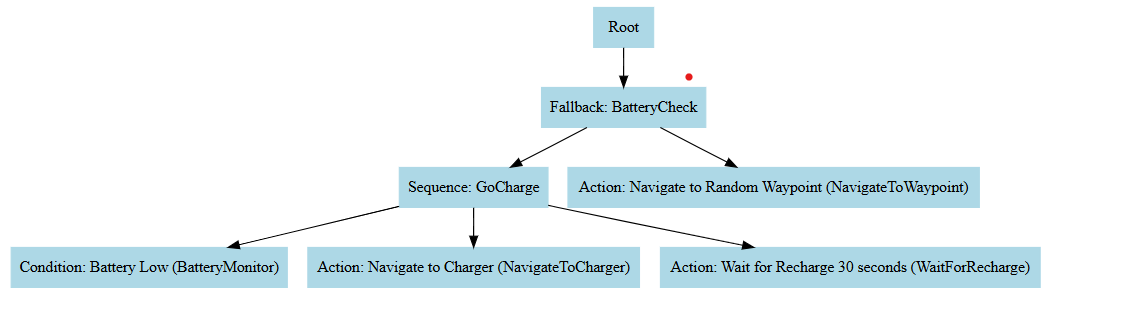 Root
Fallback: BatteryCheck
Sequence: GoCharge
Action: Navigate to Random Waypoint (NavigateToWaypoint)
Condition: Battery Low (BatteryMonitor)
Action: Navigate to Charger (NavigateToCharger)
Action: Wait for Recharge 30 seconds (WaitForRecharge)